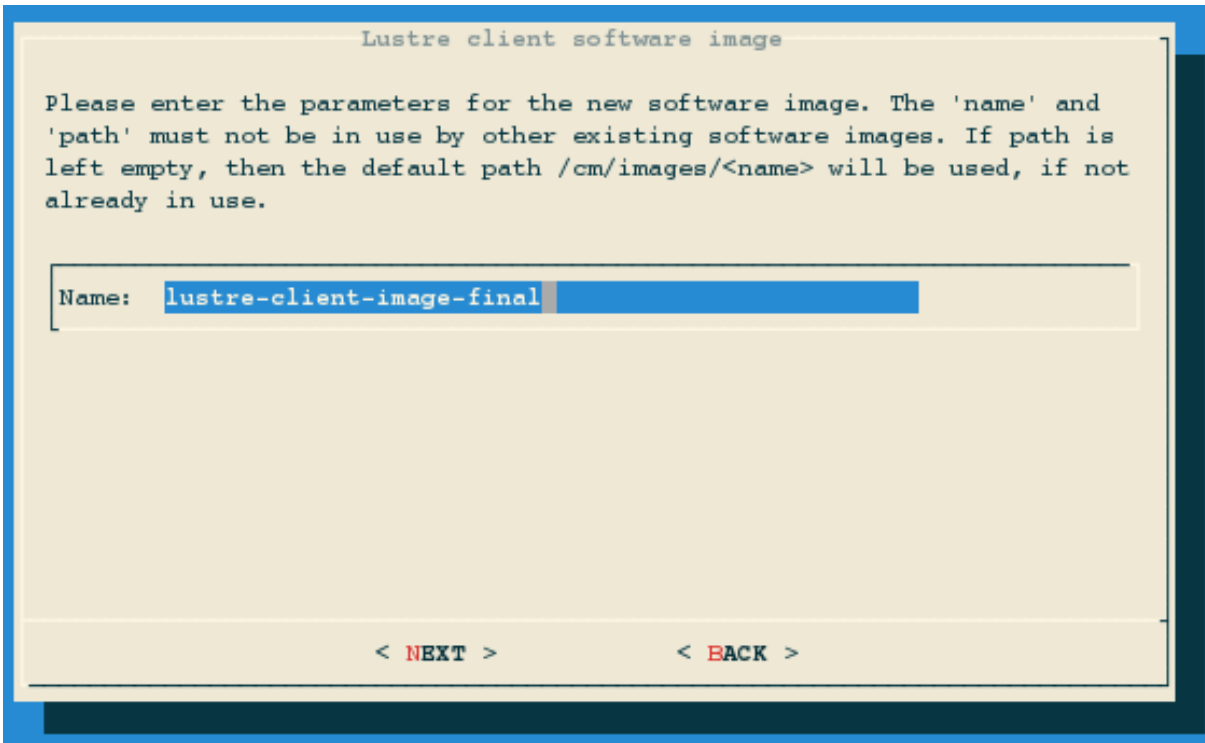 Lustre client software image
Please enter the parameters for the new software image. The 'name' and
'path' must not be in use by other existing software images. If path is
left empty, then the default path /cm/images/<name> will be used, if not
already in use.
Name: lustre-client-image-final
< NEXT > < BACK >